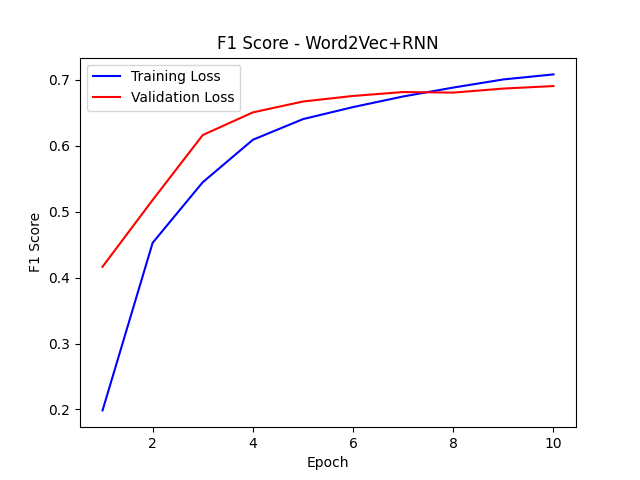 F1 Score - Word2Vec+RNN
Training Loss
Validation Loss
F1 Score
0.7
0.6
0.5
0.4
0.3
0.2
2
4
6
8
10
Epoch